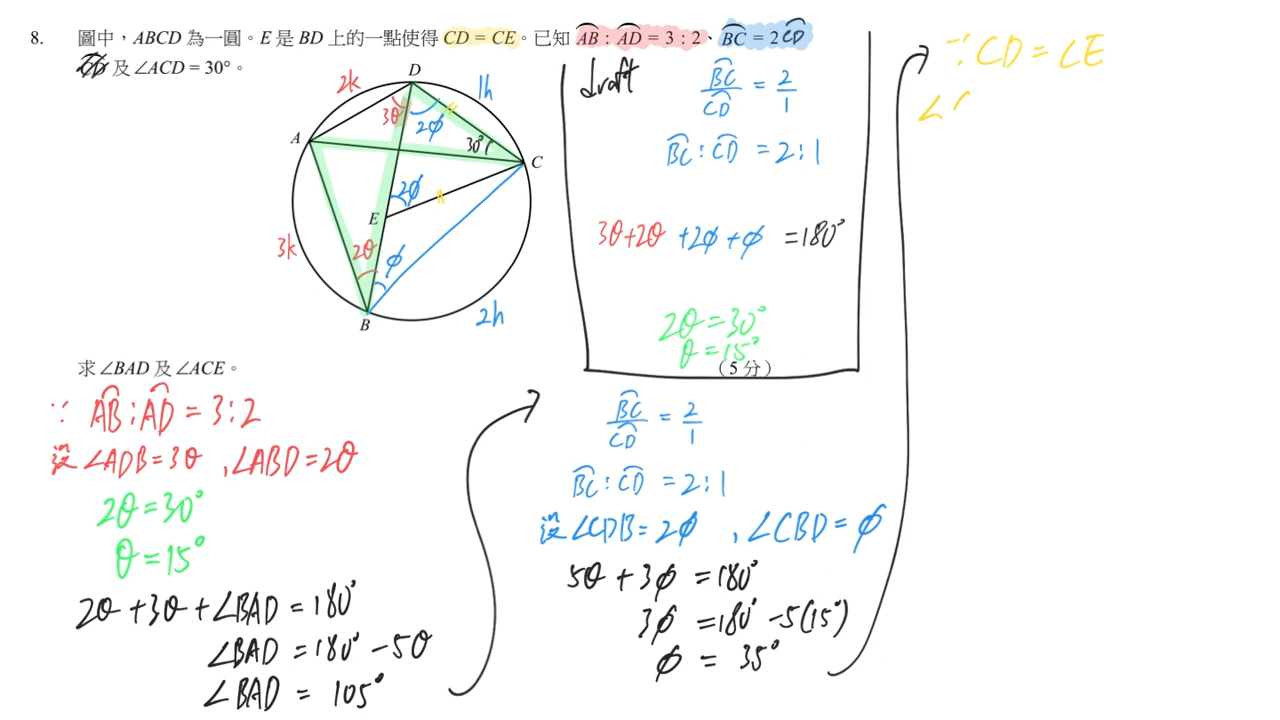 8. 圖中，ABCD 為一圓。E 是 BD 上的一點使得 CD = CE。已知 AB : AD = 3 : 2、BC = 2CD
CD 及 ∠ACD = 30°。
draft
BC/CD = 2/1
BC : CD = 2 : 1
3θ+2θ +2φ+φ =180°
2θ=30°
θ=15°
(5 分)
D
2k
1h
3θ
2φ
30°
A
C
2φ
E
3k
2θ
φ
B
2h
求 ∠BAD 及 ∠ACE。
∵ AB : AD = 3 : 2
設 ∠ADB=3θ , ∠ABD=2θ
2θ=30°
θ=15°
2θ+3θ+∠BAD =180°
∠BAD =180°-5θ
∠BAD = 105°
BC/CD = 2/1
BC : CD = 2 : 1
設 ∠CDB=2φ , ∠CBD=φ
5θ+3φ =180°
3φ =180°-5(15°)
φ = 35°
∵ CD = CE
∠